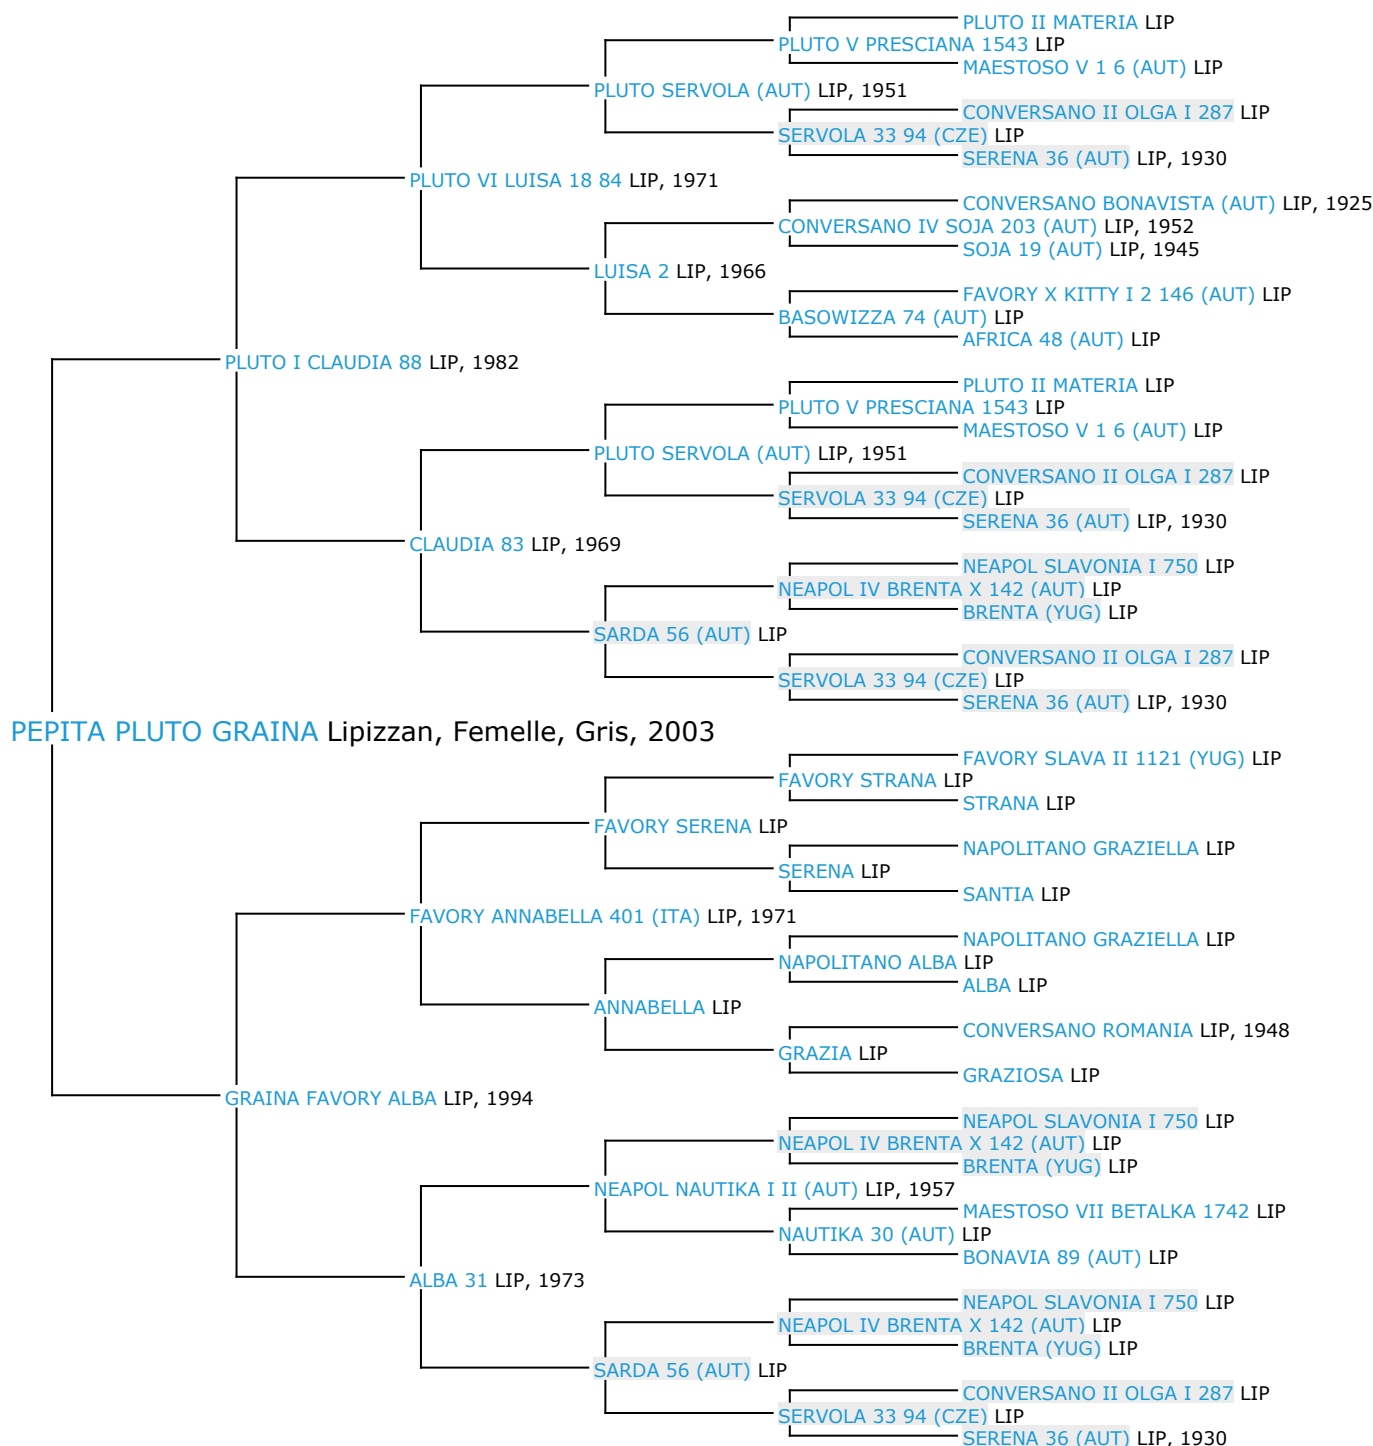 PLUTO II MATERIA LIP
PLUTO V PRESCIANA 1543 LIP
MAESTOSO V 1 6 (AUT) LIP
PLUTO SERVOLA (AUT) LIP, 1951
CONVERSANO II OLGA I 287 LIP
SERVOLA 33 94 (CZE) LIP
SERENA 36 (AUT) LIP, 1930
PLUTO VI LUISA 18 84 LIP, 1971
CONVERSANO BONAVISTA (AUT) LIP, 1925
CONVERSANO IV SOJA 203 (AUT) LIP, 1952
SOJA 19 (AUT) LIP, 1945
LUISA 2 LIP, 1966
FAVORY X KITTY I 2 146 (AUT) LIP
BASOWIZZA 74 (AUT) LIP
AFRICA 48 (AUT) LIP
PLUTO I CLAUDIA 88 LIP, 1982
PLUTO II MATERIA LIP
PLUTO V PRESCIANA 1543 LIP
MAESTOSO V 1 6 (AUT) LIP
PLUTO SERVOLA (AUT) LIP, 1951
CONVERSANO II OLGA I 287 LIP
SERVOLA 33 94 (CZE) LIP
SERENA 36 (AUT) LIP, 1930
CLAUDIA 83 LIP, 1969
NEAPOL SLAVONIA I 750 LIP
NEAPOL IV BRENTA X 142 (AUT) LIP
BRENTA (YUG) LIP
SARDA 56 (AUT) LIP
CONVERSANO II OLGA I 287 LIP
SERVOLA 33 94 (CZE) LIP
SERENA 36 (AUT) LIP, 1930
PEPITA PLUTO GRAINA Lipizzan, Femelle, Gris, 2003
FAVORY SLAVA II 1121 (YUG) LIP
FAVORY STRANA LIP
STRANA LIP
FAVORY SERENA LIP
NAPOLITANO GRAZIELLA LIP
SERENA LIP
SANTIA LIP
FAVORY ANNABELLA 401 (ITA) LIP, 1971
NAPOLITANO GRAZIELLA LIP
NAPOLITANO ALBA LIP
ALBA LIP
ANNABELLA LIP
CONVERSANO ROMANIA LIP, 1948
GRAZIA LIP
GRAZIOSA LIP
GRAINA FAVORY ALBA LIP, 1994
NEAPOL SLAVONIA I 750 LIP
NEAPOL IV BRENTA X 142 (AUT) LIP
BRENTA (YUG) LIP
NEAPOL NAUTIKA I II (AUT) LIP, 1957
MAESTOSO VII BETALKA 1742 LIP
NAUTIKA 30 (AUT) LIP
BONAVIA 89 (AUT) LIP
ALBA 31 LIP, 1973
NEAPOL SLAVONIA I 750 LIP
NEAPOL IV BRENTA X 142 (AUT) LIP
BRENTA (YUG) LIP
SARDA 56 (AUT) LIP
CONVERSANO II OLGA I 287 LIP
SERVOLA 33 94 (CZE) LIP
SERENA 36 (AUT) LIP, 1930